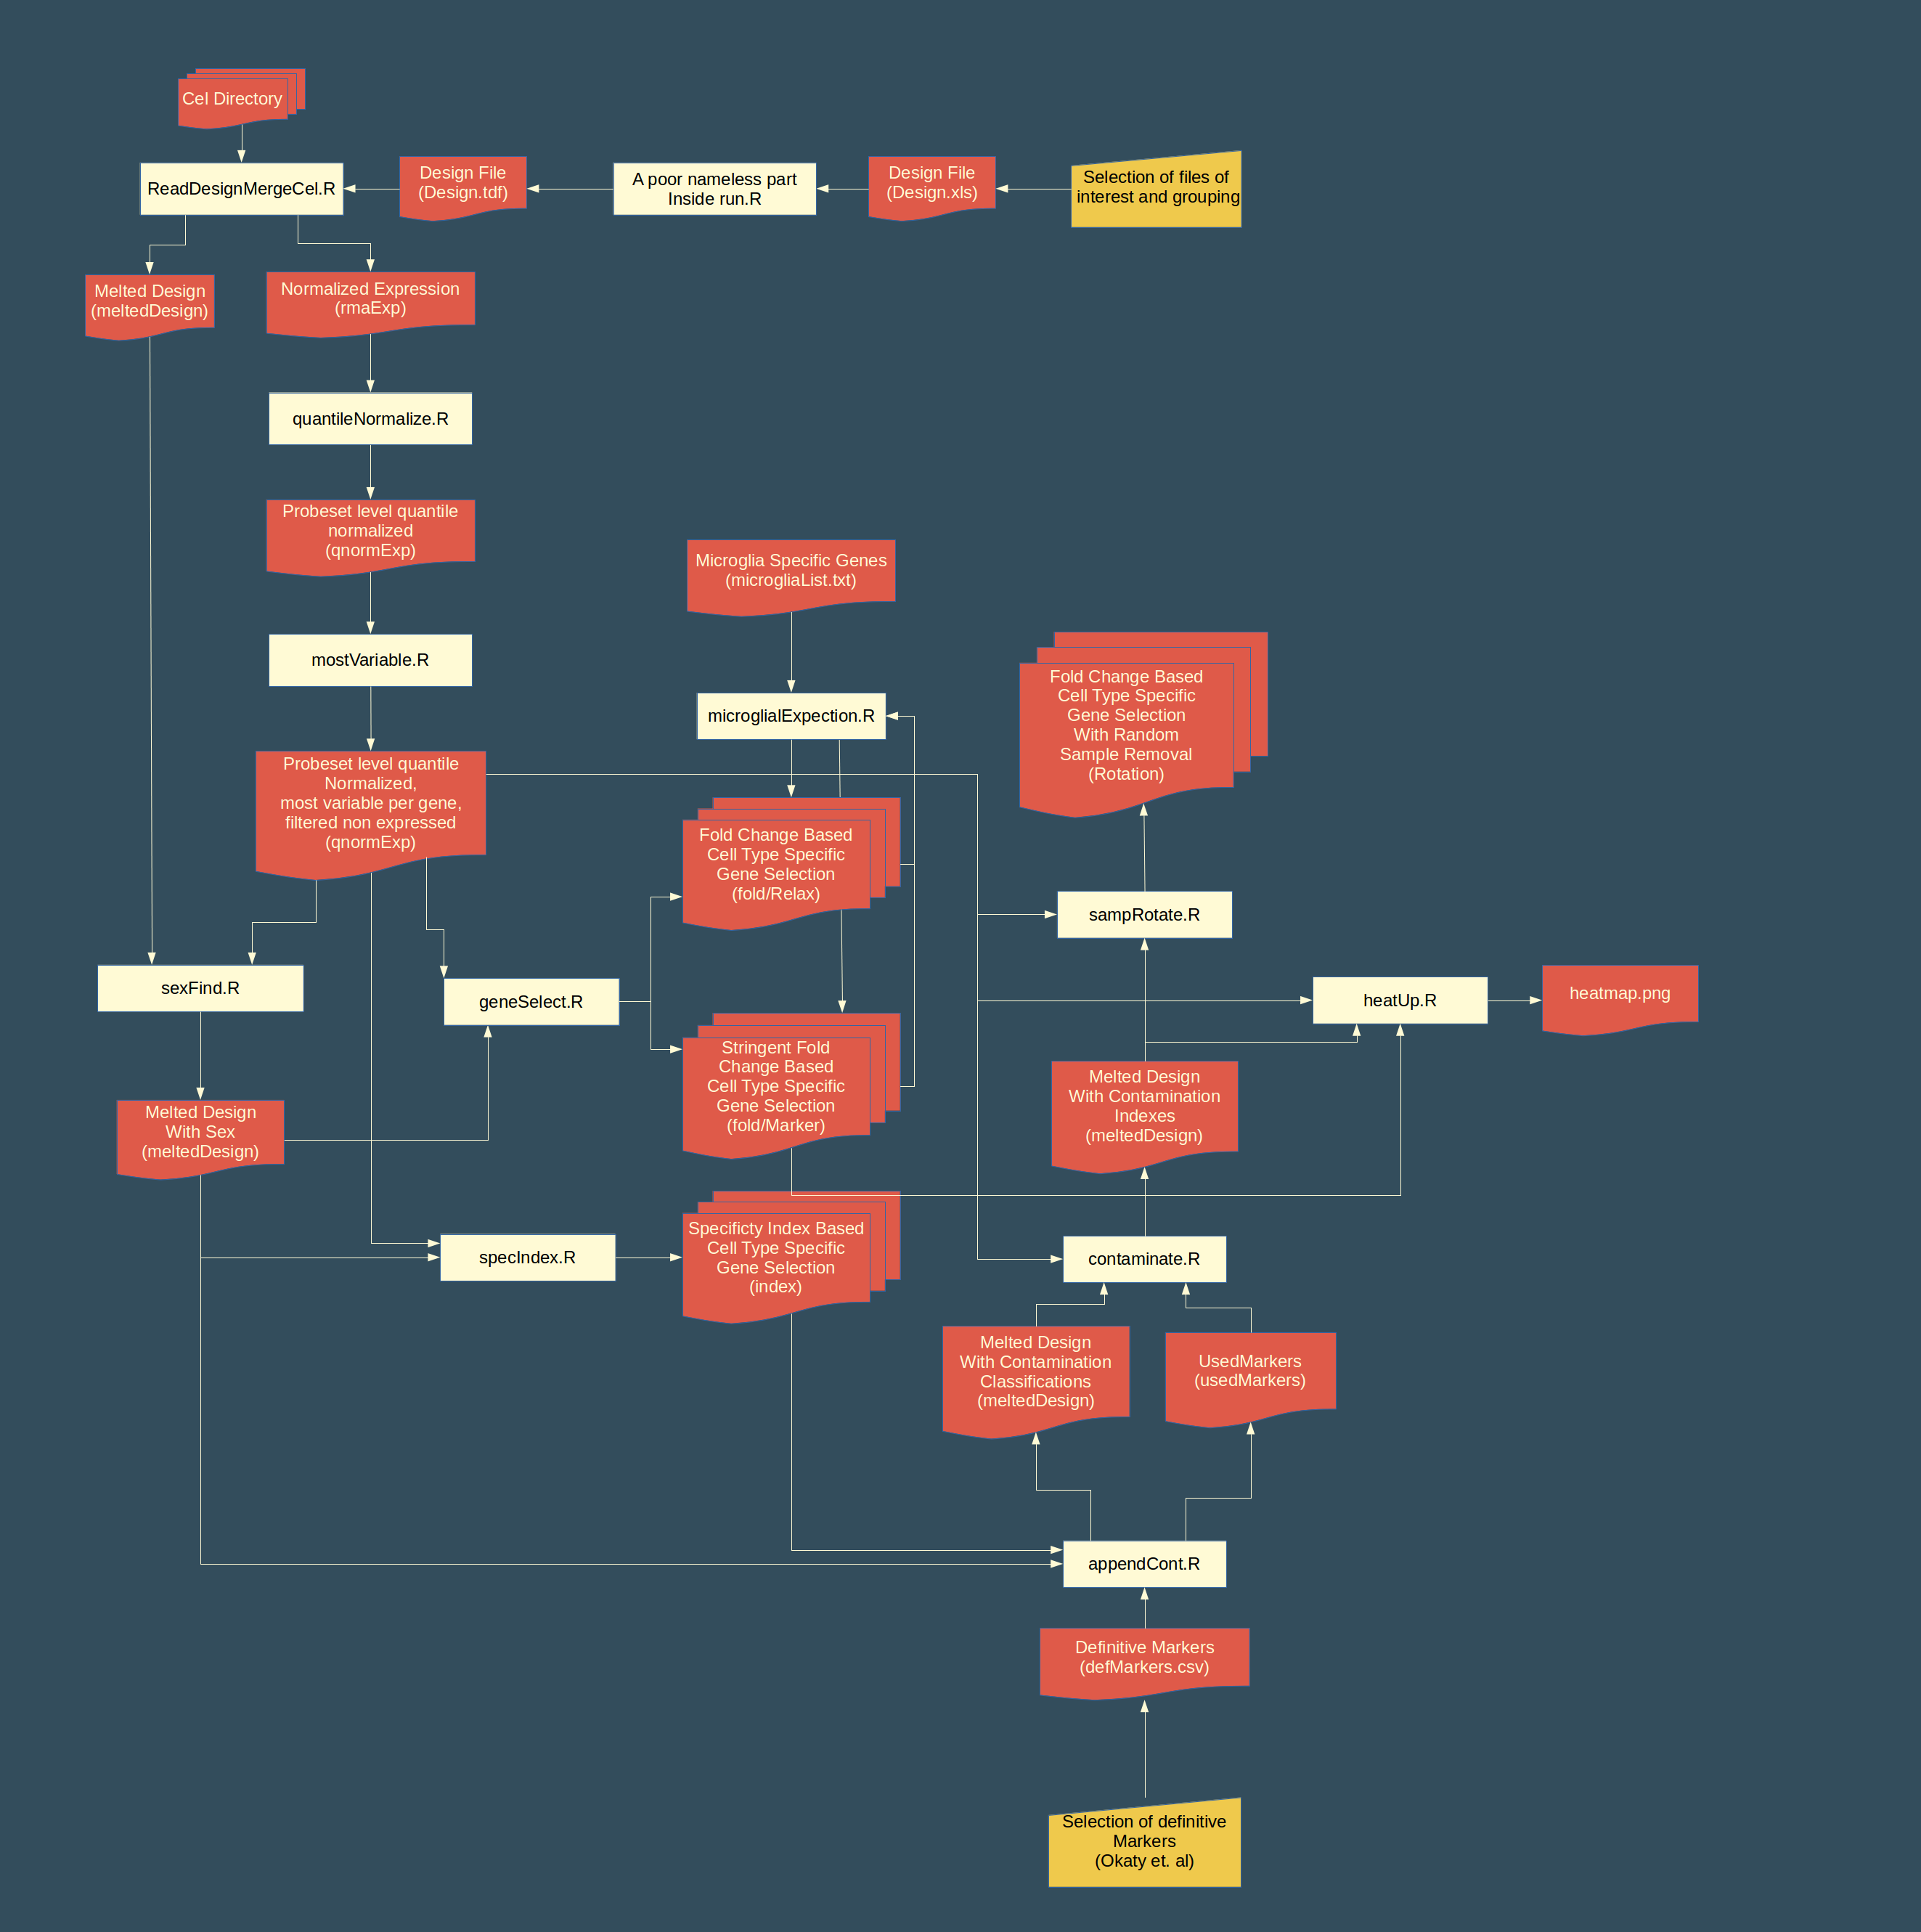 Cel Directory
ReadDesignMergeCel.R
Design File
(Design.tdf)
A poor nameless part
Inside run.R
Design File
(Design.xls)
Selection of files of
interest and grouping
Melted Design
(meltedDesign)
Normalized Expression
(rmaExp)
quantileNormalize.R
Probeset level quantile
normalized
(qnormExp)
Microglia Specific Genes
(microgliaList.txt)
mostVariable.R
microglialExpection.R
Fold Change Based
Cell Type Specific
Gene Selection
With Random
Sample Removal
(Rotation)
Probeset level quantile
Normalized,
most variable per gene,
filtered non expressed
(qnormExp)
Fold Change Based
Cell Type Specific
Gene Selection
(fold/Relax)
sampRotate.R
sexFind.R
geneSelect.R
heatUp.R
heatmap.png
Stringent Fold
Change Based
Cell Type Specific
Gene Selection
(fold/Marker)
Melted Design
With Contamination
Indexes
(meltedDesign)
Melted Design
With Sex
(meltedDesign)
specIndex.R
Specificty Index Based
Cell Type Specific
Gene Selection
(index)
contaminate.R
Melted Design
With Contamination
Classifications
(meltedDesign)
UsedMarkers
(usedMarkers)
appendCont.R
Definitive Markers
(defMarkers.csv)
Selection of definitive
Markers
(Okaty et. al)